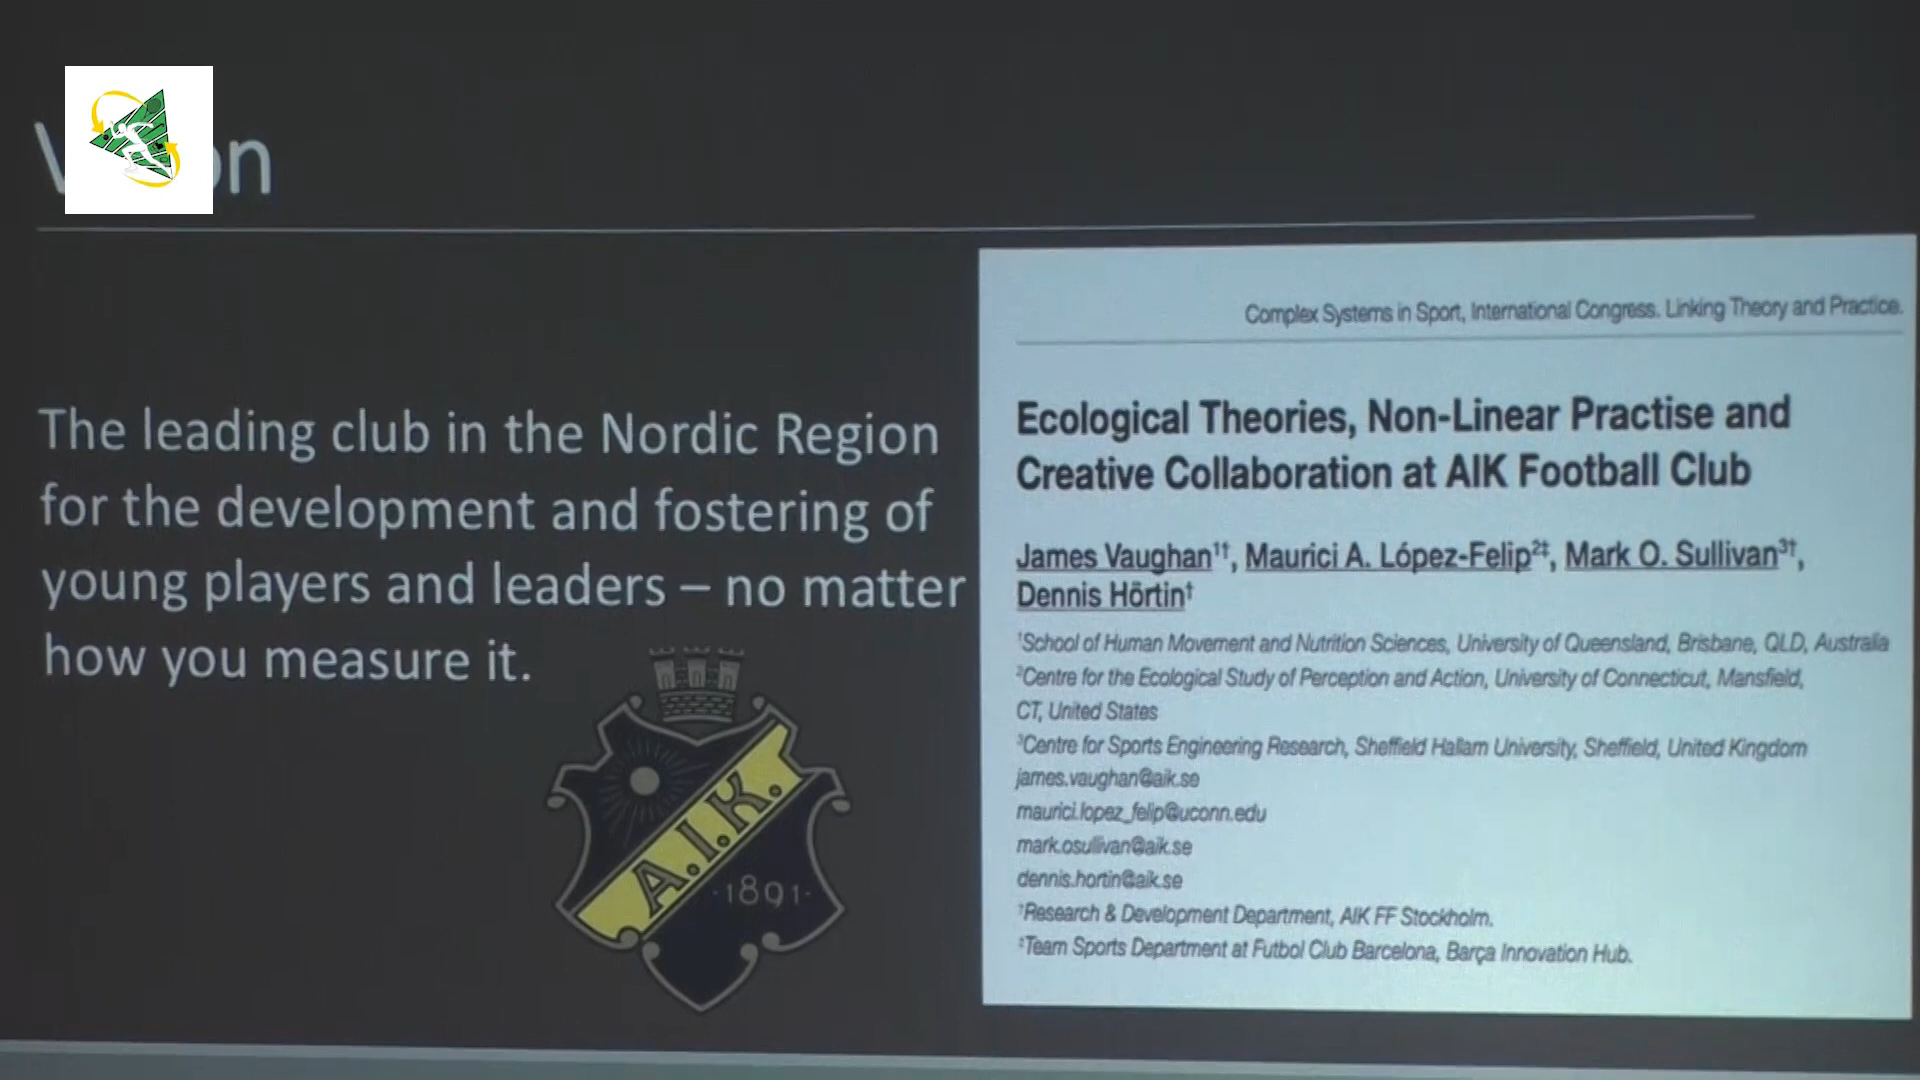 The leading club in the Nordic Region
for the development and fostering of
young players and leaders – no matter
how you measure it.
A.I.K.
·1891·
Complex Systems in Sport, International Congress. Linking Theory and Practice.
Ecological Theories, Non-Linear Practise and
Creative Collaboration at AIK Football Club
James Vaughan¹†, Maurici A. López-Felip²‡, Mark O. Sullivan³†,
Dennis Hörtin†
¹School of Human Movement and Nutrition Sciences, University of Queensland, Brisbane, QLD, Australia
²Centre for the Ecological Study of Perception and Action, University of Connecticut, Mansfield,
CT, United States
³Centre for Sports Engineering Research, Sheffield Hallam University, Sheffield, United Kingdom
james.vaughan@aik.se
maurici.lopez_felip@uconn.edu
mark.osullivan@aik.se
dennis.hortin@aik.se
†Research & Development Department, AIK FF Stockholm.
‡Team Sports Department at Futbol Club Barcelona, Barça Innovation Hub.